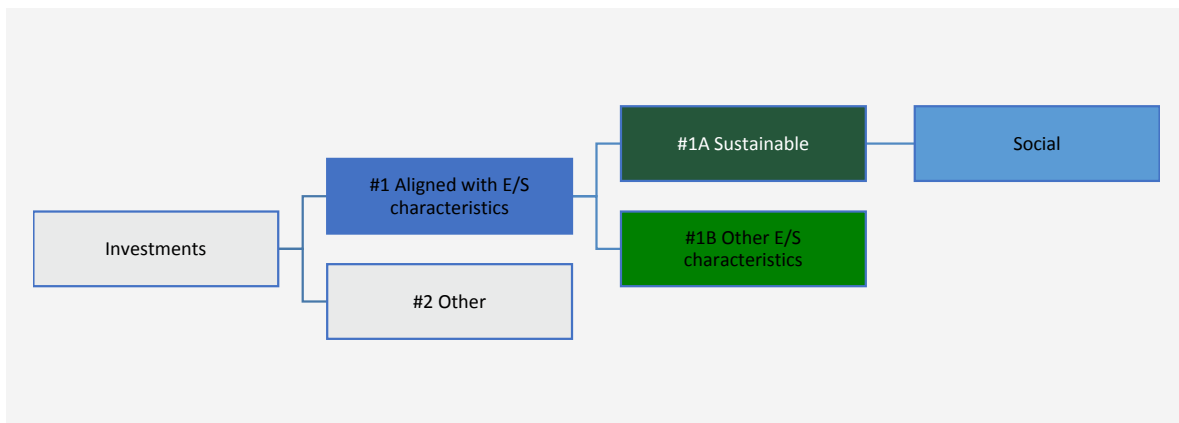 Investments
#1 Aligned with E/S
characteristics
#2 Other
#1A Sustainable
#1B Other E/S
characteristics
Social